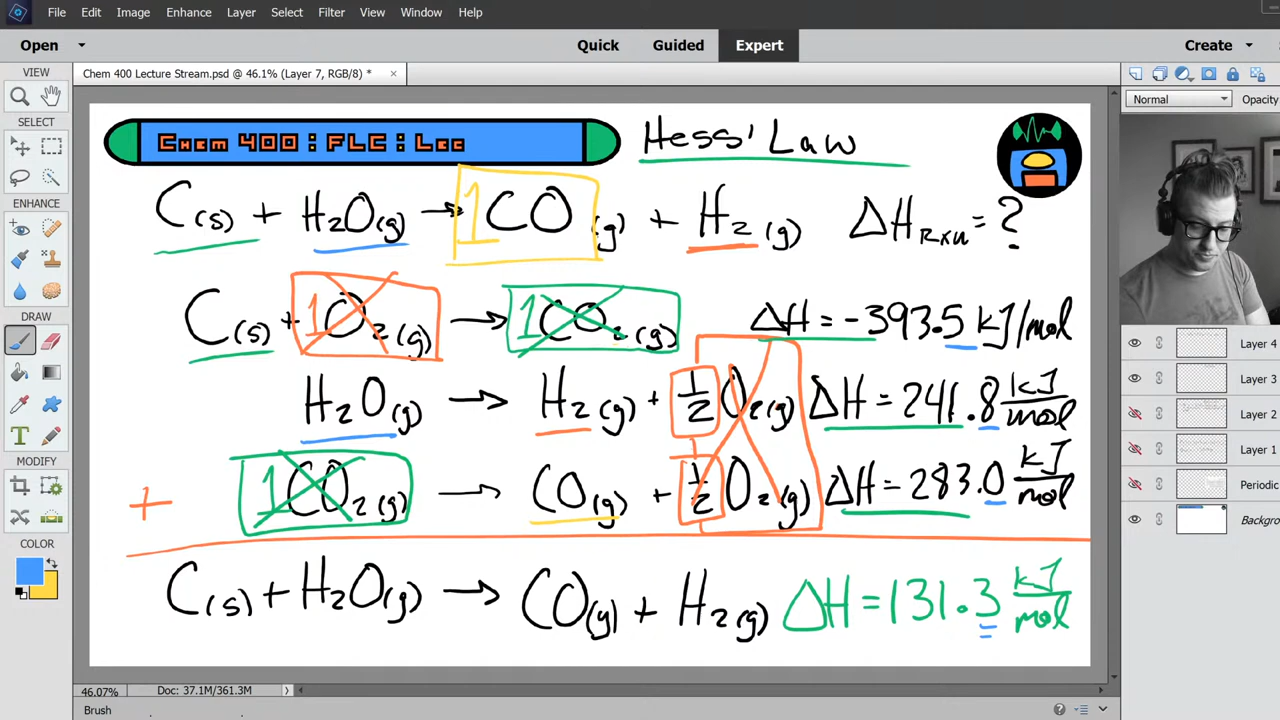 File Edit Image Enhance Layer Select Filter View Window Help
Open Quick Guided Expert Create
Chem 400 Lecture Stream.psd @ 46.1% (Layer 7, RGB/8) * ×
VIEW
SELECT
ENHANCE
DRAW
MODIFY
COLOR
Chem 400 : FLC : Lec
Hess' Law
C(s) + H₂O(g) → 1CO(g) + H₂(g) ΔHRxn = ?
C(s) + 1O₂(g) → 1CO₂(g) ΔH = -393.5 kJ/mol
H₂O(g) → H₂(g) + 1/2 O₂(g) ΔH = 241.8 kJ/mol
+ 1CO₂(g) → CO(g) + 1/2 O₂(g) ΔH = 283.0 kJ/mol
C(s) + H₂O(g) → CO(g) + H₂(g) ΔH = 131.3 kJ/mol
Normal Opacity
Layer 4
Layer 3
Layer 2
Layer 1
Periodic
Backgro
46.07% Doc: 37.1M/361.3M
Brush